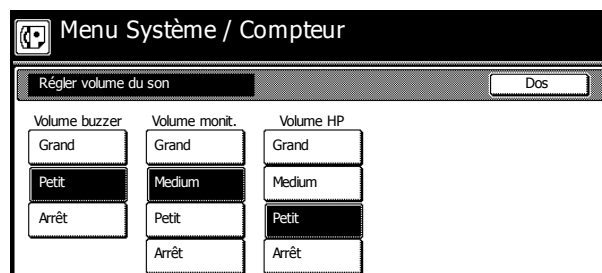 Menu Système / Compteur
Régler volume du son Dos
Volume buzzer Volume monit. Volume HP
Grand Grand Grand
Petit Medium Medium
Arrêt Petit Petit
Arrêt Arrêt